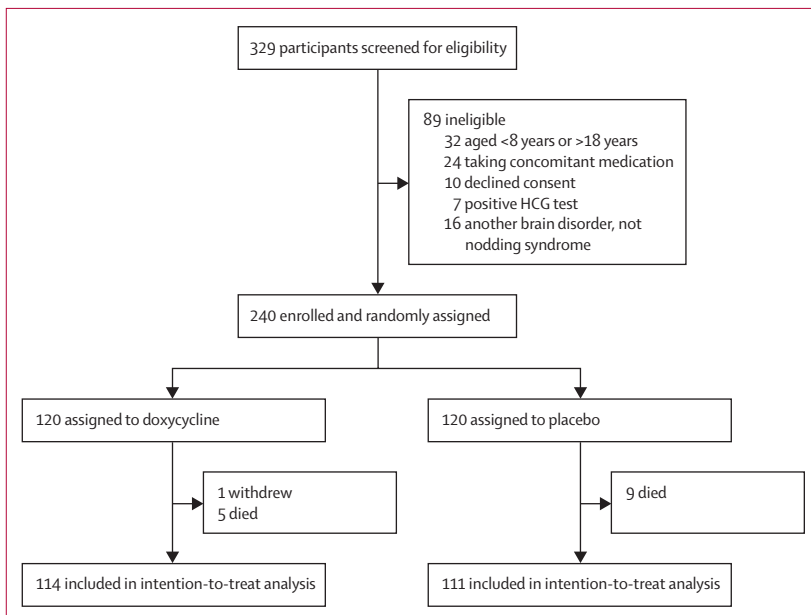 329 participants screened for eligibility
89 ineligible
32 aged <8 years or >18 years
24 taking concomitant medication
10 declined consent
7 positive HCG test
16 another brain disorder, not
nodding syndrome
240 enrolled and randomly assigned
120 assigned to doxycycline
120 assigned to placebo
1 withdrew
5 died
9 died
114 included in intention-to-treat analysis
111 included in intention-to-treat analysis